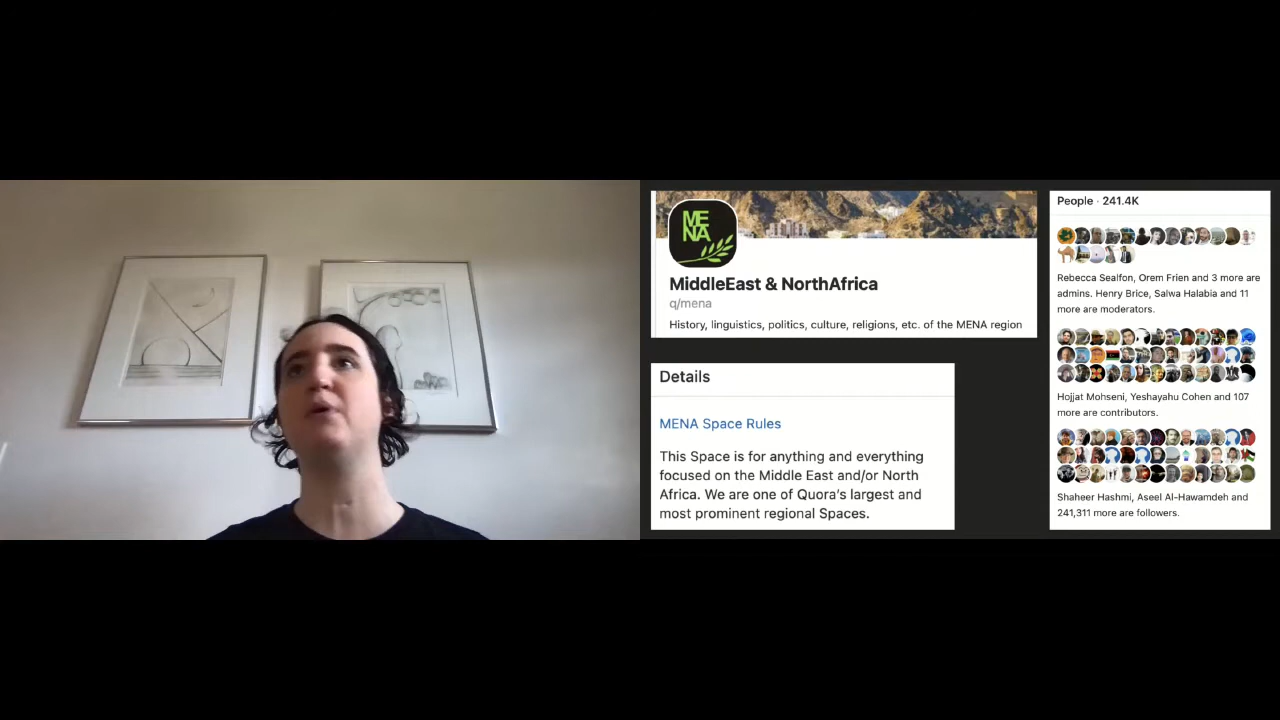 ME
NA
MiddleEast & NorthAfrica
q/mena
History, linguistics, politics, culture, religions, etc. of the MENA region
Details
MENA Space Rules
This Space is for anything and everything
focused on the Middle East and/or North
Africa. We are one of Quora's largest and
most prominent regional Spaces.
People · 241.4K
Rebecca Sealfon, Orem Frien and 3 more are
admins. Henry Brice, Salwa Halabia and 11
more are moderators.
Hojjat Mohseni, Yeshayahu Cohen and 107
more are contributors.
Shaheer Hashmi, Aseel Al-Hawamdeh and
241,311 more are followers.